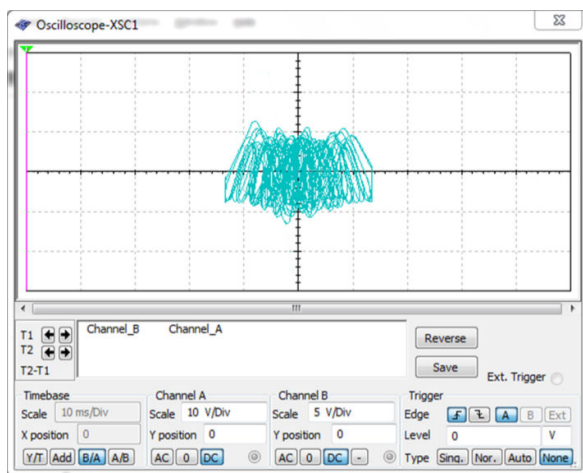 Oscilloscope-XSC1
T1
T2
T2-T1
Channel_B Channel_A
Reverse
Save
Ext. Trigger
Timebase
Scale 10 ms/Div
X position 0
Y/T Add B/A A/B
Channel A
Scale 10 V/Div
Y position 0
AC 0 DC
Channel B
Scale 5 V/Div
Y position 0
AC 0 DC -
Trigger
Edge A B Ext
Level 0 V
Type Sing. Nor. Auto None